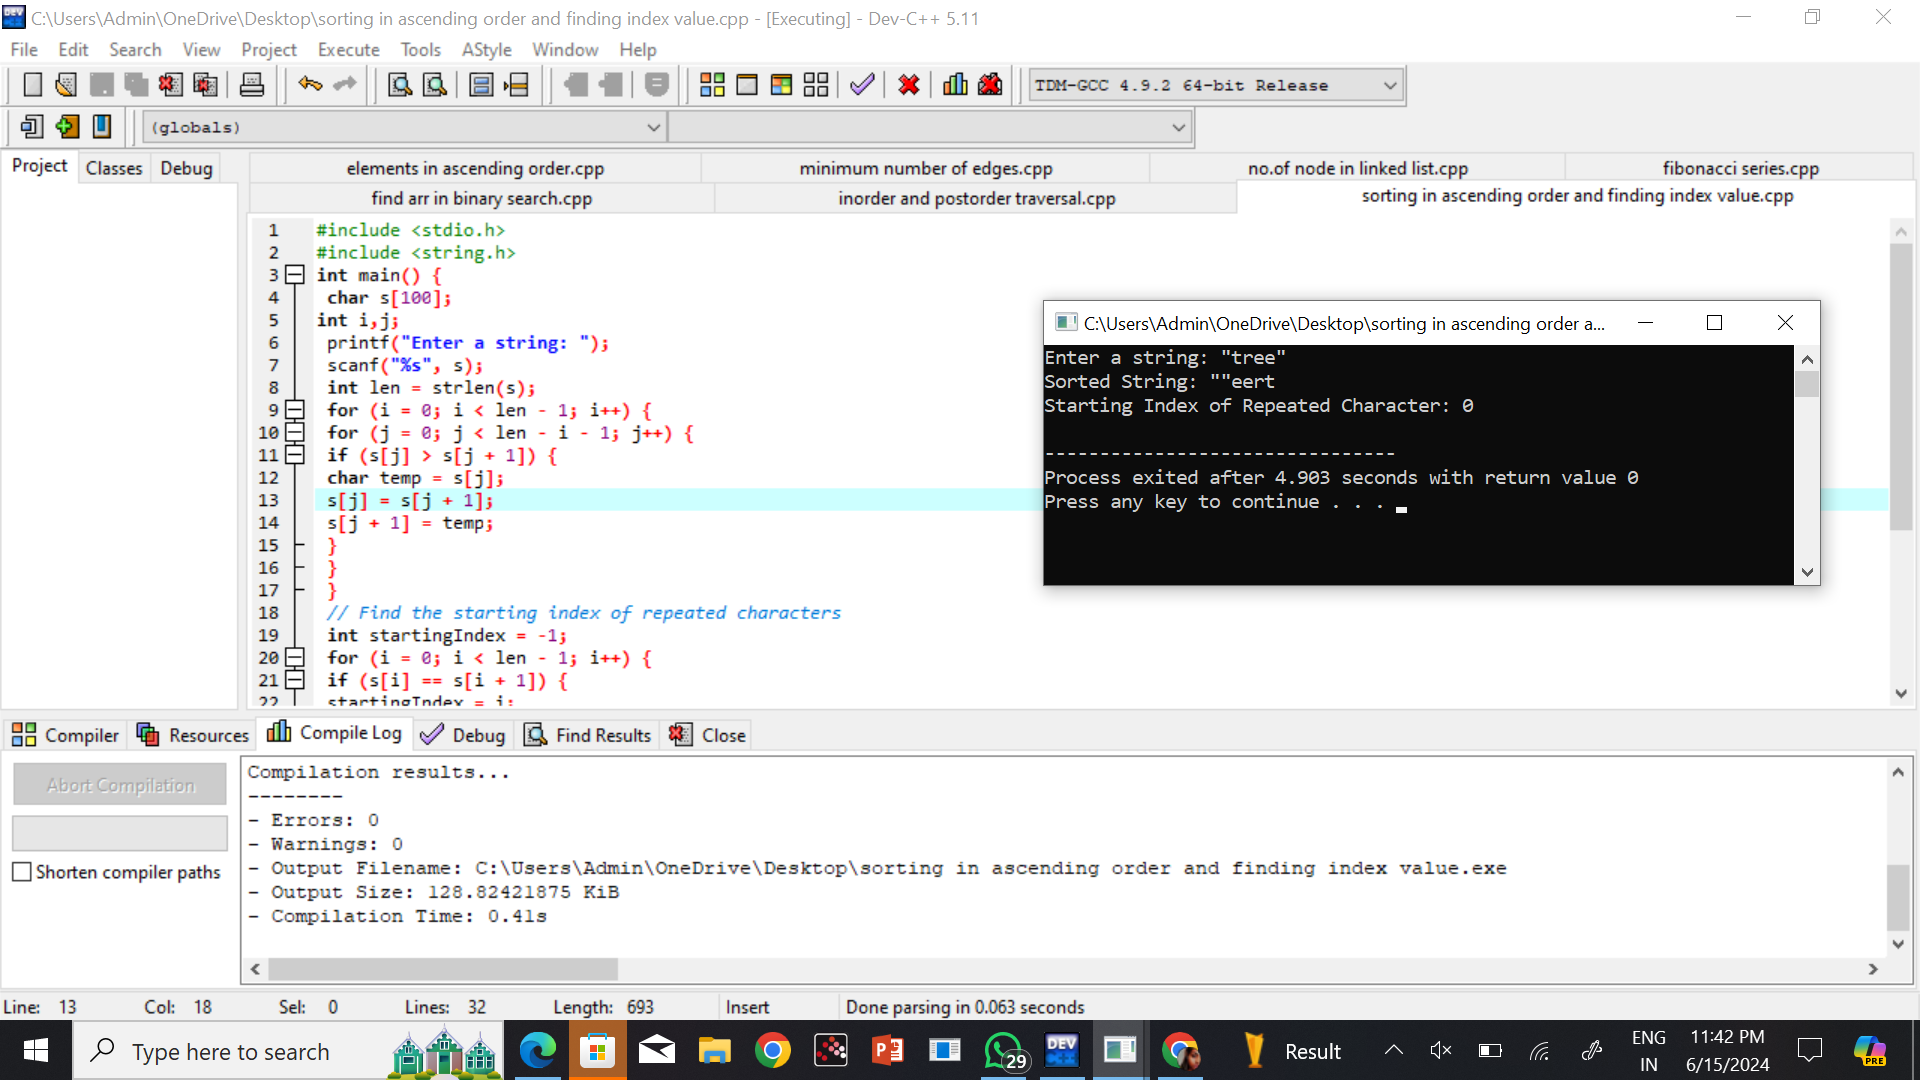 C:\Users\Admin\OneDrive\Desktop\sorting in ascending order and finding index value.cpp - [Executing] - Dev-C++ 5.11
File Edit Search View Project Execute Tools AStyle Window Help
TDM-GCC 4.9.2 64-bit Release
(globals)
Project Classes Debug
elements in ascending order.cpp minimum number of edges.cpp no.of node in linked list.cpp fibonacci series.cpp
find arr in binary search.cpp inorder and postorder traversal.cpp sorting in ascending order and finding index value.cpp
1 #include <stdio.h>
2 #include <string.h>
3 int main() {
4 char s[100];
5 int i,j;
6 printf("Enter a string: ");
7 scanf("%s", s);
8 int len = strlen(s);
9 for (i = 0; i < len - 1; i++) {
10 for (j = 0; j < len - i - 1; j++) {
11 if (s[j] > s[j + 1]) {
12 char temp = s[j];
13 s[j] = s[j + 1];
14 s[j + 1] = temp;
15 }
16 }
17 }
18 // Find the starting index of repeated characters
19 int startingIndex = -1;
20 for (i = 0; i < len - 1; i++) {
21 if (s[i] == s[i + 1]) {
22 startingIndex = i;
C:\Users\Admin\OneDrive\Desktop\sorting in ascending order a...
Enter a string: "tree"
Sorted String: ""eert
Starting Index of Repeated Character: 0
------------------------------
Process exited after 4.903 seconds with return value 0
Press any key to continue . . .
Compiler Resources Compile Log Debug Find Results Close
Abort Compilation
Shorten compiler paths
Compilation results...
--------
- Errors: 0
- Warnings: 0
- Output Filename: C:\Users\Admin\OneDrive\Desktop\sorting in ascending order and finding index value.exe
- Output Size: 128.82421875 KiB
- Compilation Time: 0.41s
Line: 13 Col: 18 Sel: 0 Lines: 32 Length: 693 Insert Done parsing in 0.063 seconds
Type here to search
29
DEV
Result
ENG
IN
11:42 PM
6/15/2024
PRE